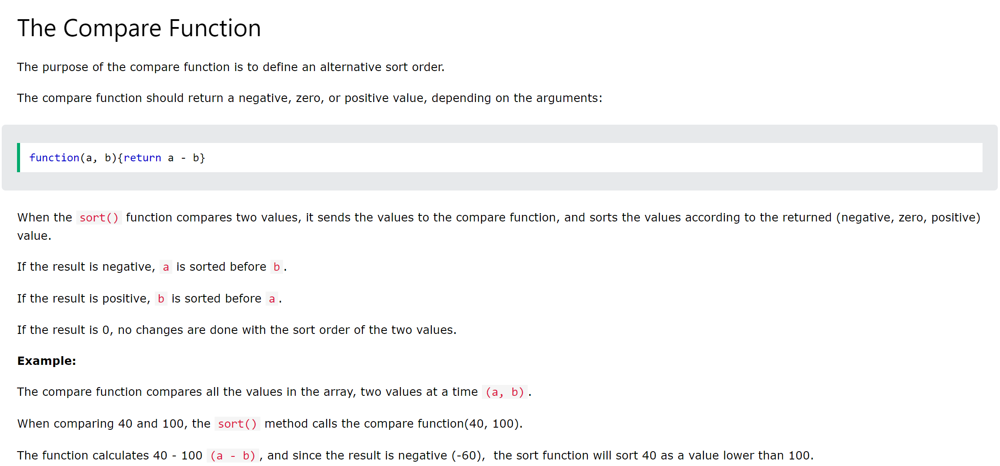 The Compare Function
The purpose of the compare function is to define an alternative sort order.
The compare function should return a negative, zero, or positive value, depending on the arguments:
function(a, b){return a - b}
When the sort() function compares two values, it sends the values to the compare function, and sorts the values according to the returned (negative, zero, positive)
value.
If the result is negative, a is sorted before b.
If the result is positive, b is sorted before a.
If the result is 0, no changes are done with the sort order of the two values.
Example:
The compare function compares all the values in the array, two values at a time (a, b).
When comparing 40 and 100, the sort() method calls the compare function(40, 100).
The function calculates 40 - 100 (a - b), and since the result is negative (-60),  the sort function will sort 40 as a value lower than 100.